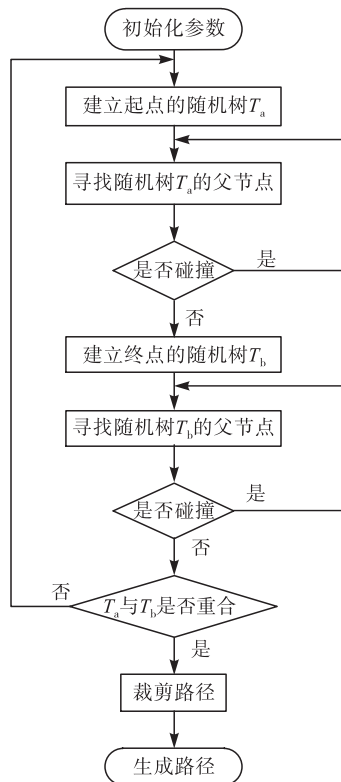 初始化参数
建立起点的随机树Ta
寻找随机树Ta的父节点
是否碰撞
是
否
建立终点的随机树Tb
寻找随机树Tb的父节点
是否碰撞
是
否
否
Ta与Tb是否重合
是
裁剪路径
生成路径